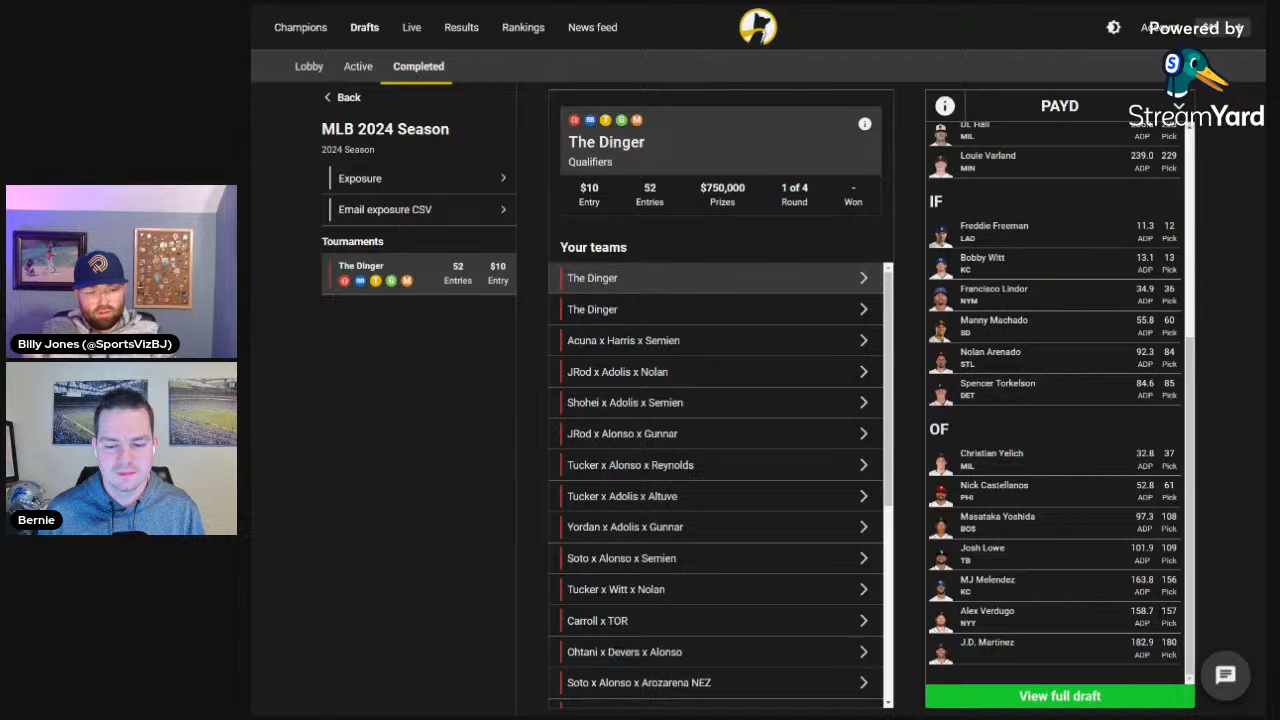 Champions Drafts Live Results Rankings News feed
Powered by
StreamYard
Lobby Active Completed
Back
MLB 2024 Season
2024 Season
Exposure
Email exposure CSV
Tournaments
The Dinger 52 $10
BB T G M Entries Entry
BB T G M
The Dinger
Qualifiers
$10 52 $750,000 1 of 4 -
Entry Entries Prizes Round Won
Your teams
The Dinger
The Dinger
Acuna x Harris x Semien
JRod x Adolis x Nolan
Shohei x Adolis x Semien
JRod x Alonso x Gunnar
Tucker x Alonso x Reynolds
Tucker x Adolis x Altuve
Yordan x Adolis x Gunnar
Soto x Alonso x Semien
Tucker x Witt x Nolan
Carroll x TOR
Ohtani x Devers x Alonso
Soto x Alonso x Arozarena NEZ
PAYD
DL Hall
MIL ADP Pick
Louie Varland 239.0 229
MIN ADP Pick
IF
Freddie Freeman 11.3 12
LAD ADP Pick
Bobby Witt 13.1 13
KC ADP Pick
Francisco Lindor 34.9 36
NYM ADP Pick
Manny Machado 55.8 60
SD ADP Pick
Nolan Arenado 92.3 84
STL ADP Pick
Spencer Torkelson 84.6 85
DET ADP Pick
OF
Christian Yelich 32.8 37
MIL ADP Pick
Nick Castellanos 52.8 61
PHI ADP Pick
Masataka Yoshida 97.3 108
BOS ADP Pick
Josh Lowe 101.9 109
TB ADP Pick
MJ Melendez 163.8 156
KC ADP Pick
Alex Verdugo 158.7 157
NYY ADP Pick
J.D. Martinez 182.9 180
ADP Pick
View full draft
Billy Jones (@SportsVizBJ)
Bernie